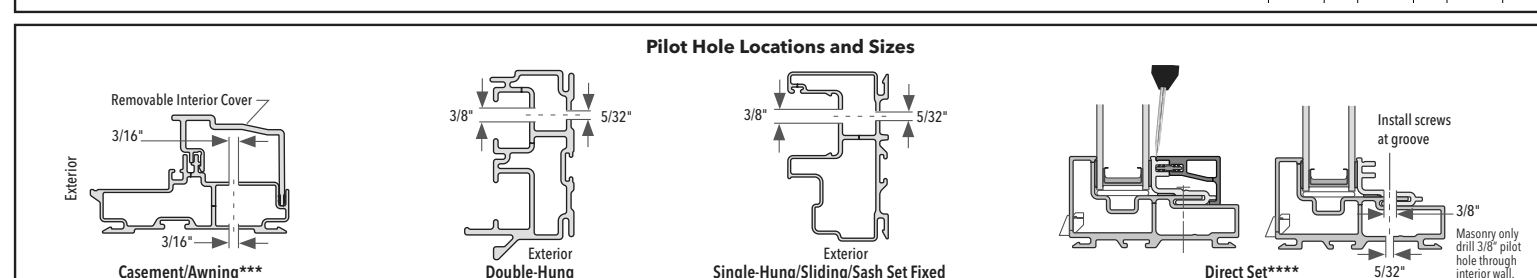 Pilot Hole Locations and Sizes
Removable Interior Cover
3/16"
Exterior
3/16"
Casement/Awning***
3/8"
5/32"
Exterior
Double-Hung
3/8"
5/32"
Exterior
Single-Hung/Sliding/Sash Set Fixed
Install screws
at groove
3/8"
Masonry only
drill 3/8" pilot
hole through
interior wall.
5/32"
Direct Set****